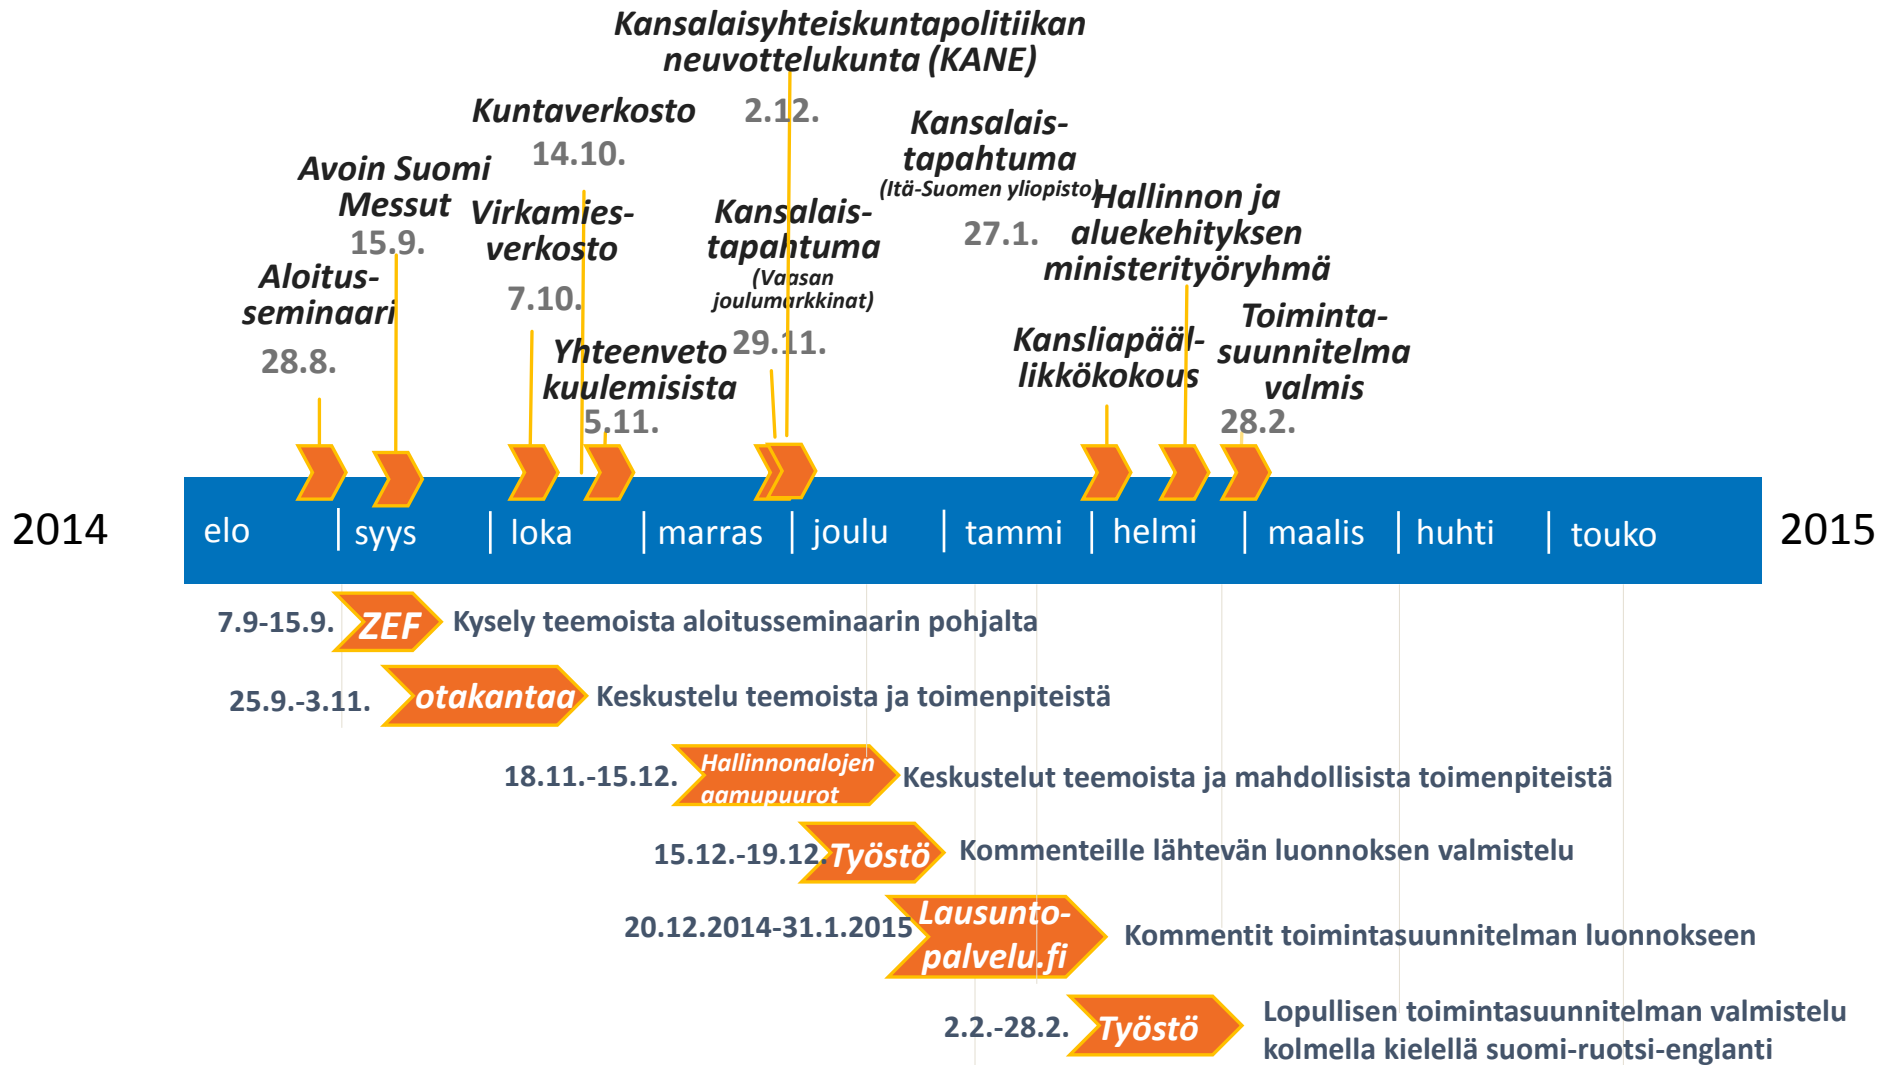 Kansalaisyhteiskuntapolitiikan
neuvottelukunta (KANE)
2.12.
Kuntaverkosto
14.10.
Kansalais-
tapahtuma
(Itä-Suomen yliopisto)
27.1.
Avoin Suomi
Messut
15.9.
Virkamies-
verkosto
7.10.
Kansalais-
tapahtuma
(Vaasan
joulumarkkinat)
29.11.
Hallinnon ja
aluekehityksen
ministerityöryhmä
Aloitus-
seminaari
28.8.
Yhteenveto
kuulemisista
5.11.
Kansliapääl-
likkökokous
Toiminta-
suunnitelma
valmis
28.2.
2014
elo
syys
loka
marras
joulu
tammi
helmi
maalis
huhti
touko
2015
7.9-15.9.
ZEF
Kysely teemoista aloitusseminaarin pohjalta
25.9.-3.11.
otakantaa
Keskustelu teemoista ja toimenpiteistä
18.11.-15.12.
Hallinnonalojen
aamupuurot
Keskustelut teemoista ja mahdollisista toimenpiteistä
15.12.-19.12.
Työstö
Kommenteille lähtevän luonnoksen valmistelu
20.12.2014-31.1.2015
Lausunto-
palvelu.fi
Kommentit toimintasuunnitelman luonnokseen
2.2.-28.2.
Työstö
Lopullisen toimintasuunnitelman valmistelu
kolmella kielellä suomi-ruotsi-englanti